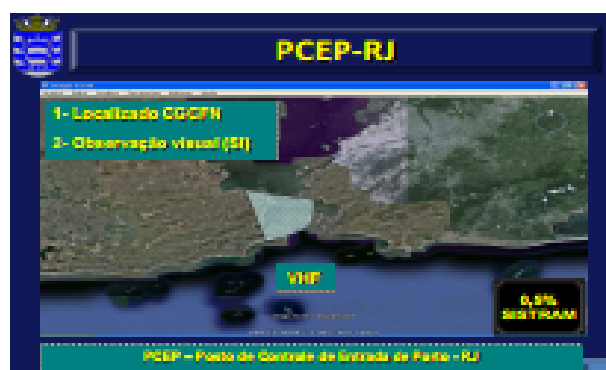 PCEP-RJ
1- Localizado CGCFN
2- Observação visual (SI)
VHF
0,5%
SISTRAM
PCEP – Posto de Controle de Entrada de Porto - RJ